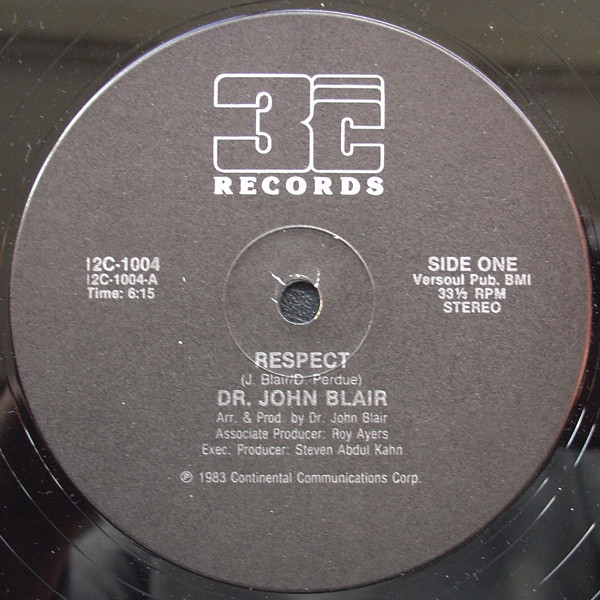 3C
RECORDS
12C-1004
12C-1004-A
Time: 6:15
SIDE ONE
Versoul Pub. BMI
33⅓ RPM
STEREO
RESPECT
(J. Blair/D. Perdue)
DR. JOHN BLAIR
Arr. & Prod. by Dr. John Blair
Associate Producer: Roy Ayers
Exec. Producer: Steven Abdul Kahn
℗ 1983 Continental Communications Corp.